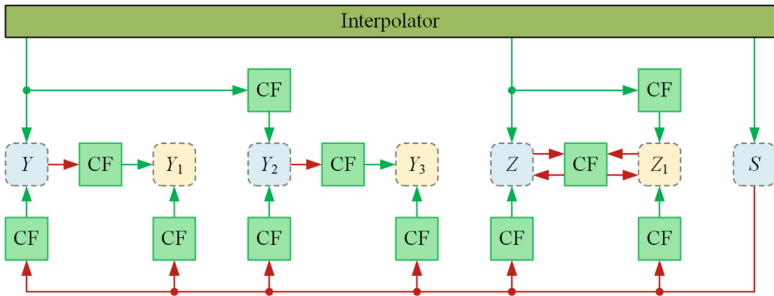 Interpolator
CF CF
Y CF Y₁ Y₂ CF Y₃ Z CF Z₁ S
CF CF CF CF CF CF